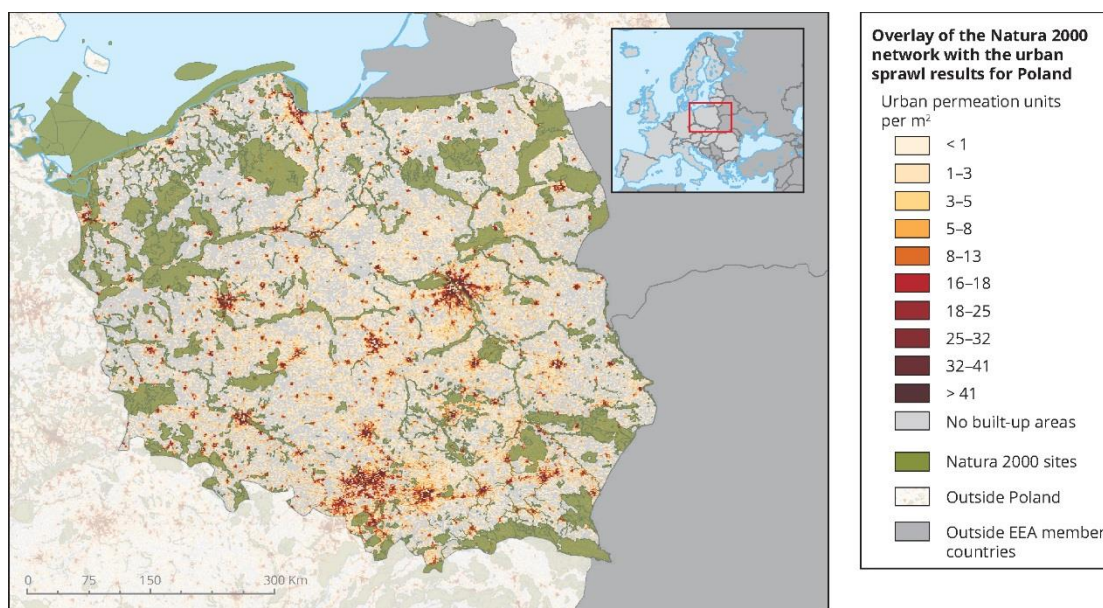 Overlay of the Natura 2000
network with the urban
sprawl results for Poland
Urban permeation units
per m²
< 1
1–3
3–5
5–8
8–13
16–18
18–25
25–32
32–41
> 41
No built-up areas
Natura 2000 sites
Outside Poland
Outside EEA member
countries
0 75 150 300 Km